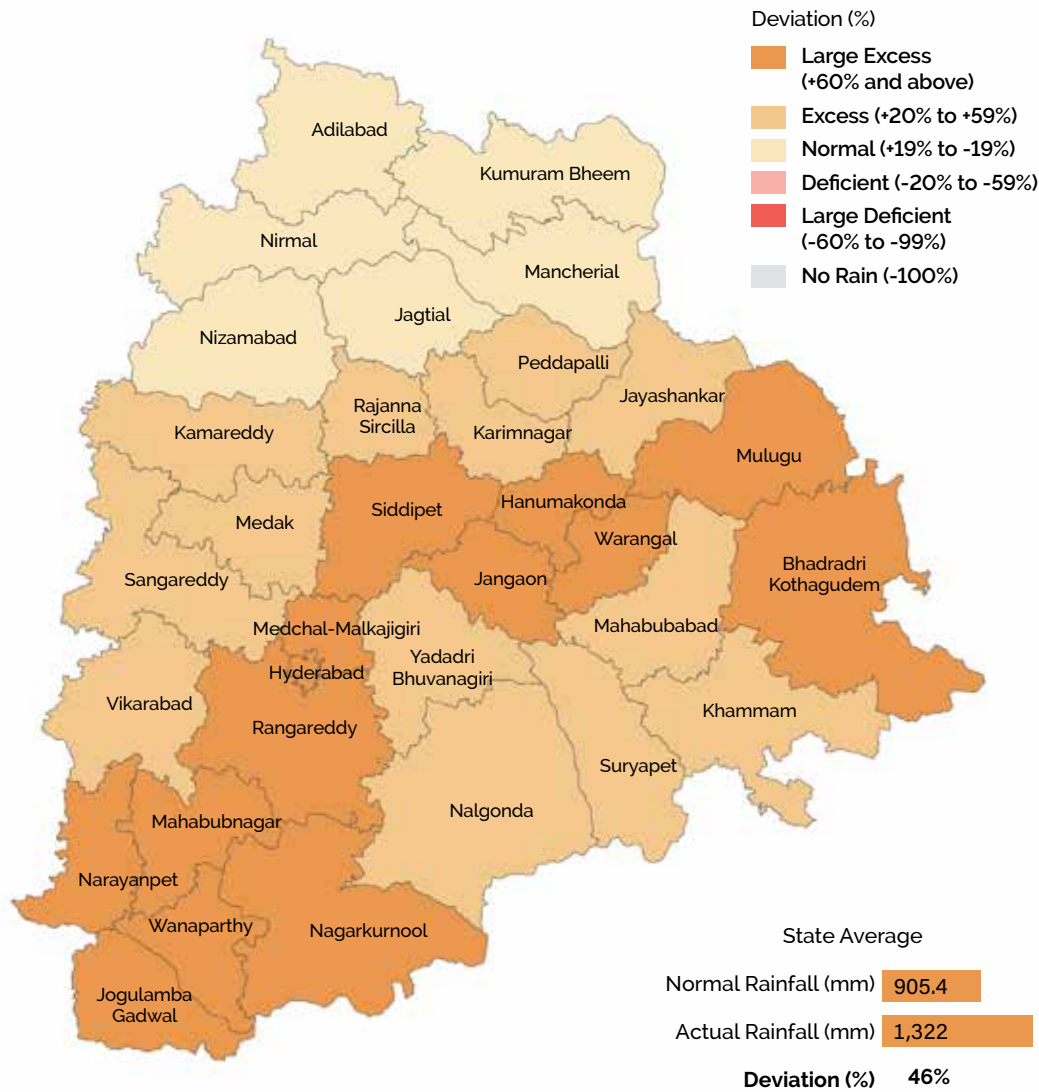 Deviation (%)
Large Excess
(+60% and above)
Excess (+20% to +59%)
Normal (+19% to -19%)
Deficient (-20% to -59%)
Large Deficient
(-60% to -99%)
No Rain (-100%)
Adilabad
Kumuram Bheem
Nirmal
Mancherial
Jagtial
Nizamabad
Peddapalli
Jayashankar
Rajanna
Sircilla
Karimnagar
Kamareddy
Mulugu
Siddipet
Hanumakonda
Medak
Warangal
Bhadradri
Kothagudem
Sangareddy
Jangaon
Medchal-Malkajigiri
Mahabubabad
Yadadri
Bhuvanagiri
Hyderabad
Vikarabad
Khammam
Rangareddy
Suryapet
Nalgonda
Mahabubnagar
Narayanpet
Wanaparthy
Nagarkurnool
Jogulamba
Gadwal
State Average
Normal Rainfall (mm) 905.4
Actual Rainfall (mm) 1,322
Deviation (%) 46%